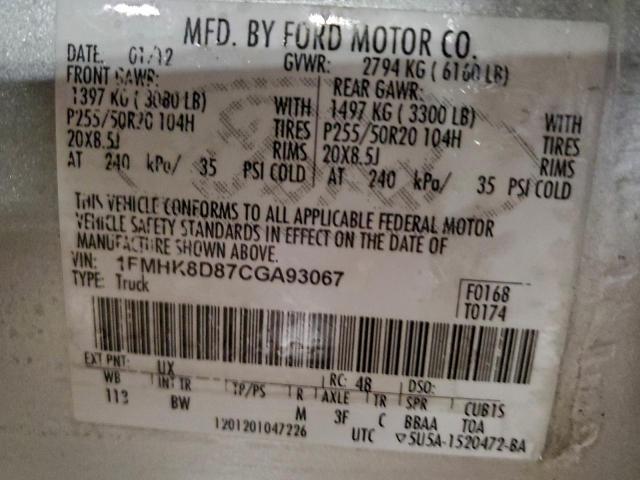 MFD. BY FORD MOTOR CO.
DATE: 01/12 GVWR: 2794 KG ( 6160 LB)
FRONT GAWR: REAR GAWR:
1397 KG ( 3080 LB) WITH 1497 KG ( 3300 LB) WITH
P255/50R20 104H TIRES P255/50R20 104H TIRES
20X8.5J RIMS 20X8.5J RIMS
AT 240 kPa/ 35 PSI COLD AT 240 kPa/ 35 PSI COLD
THIS VEHICLE CONFORMS TO ALL APPLICABLE FEDERAL MOTOR
VEHICLE SAFETY STANDARDS IN EFFECT ON THE DATE OF
MANUFACTURE SHOWN ABOVE.
VIN: 1FMHK8D87CGA93067
TYPE: Truck
F0168
T0174
EXT PNT: UX RC: 48 DSO:
WB INT TR TP/PS R AXLE TR SPR CUBTS
113 BW M 3F C BBAA TOA
1201201047226 UTC ▽5U5A-1520472-BA